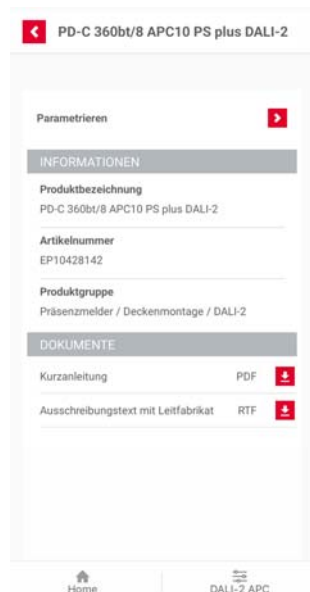 PD-C 360bt/8 APC10 PS plus DALI-2
Parametrieren
INFORMATIONEN
Produktbezeichnung
PD-C 360bt/8 APC10 PS plus DALI-2
Artikelnummer
EP10428142
Produktgruppe
Präsenzmelder / Deckenmontage / DALI-2
DOKUMENTE
Kurzanleitung PDF
Ausschreibungstext mit Leitfabrikat RTF
Home DALI-2 APC